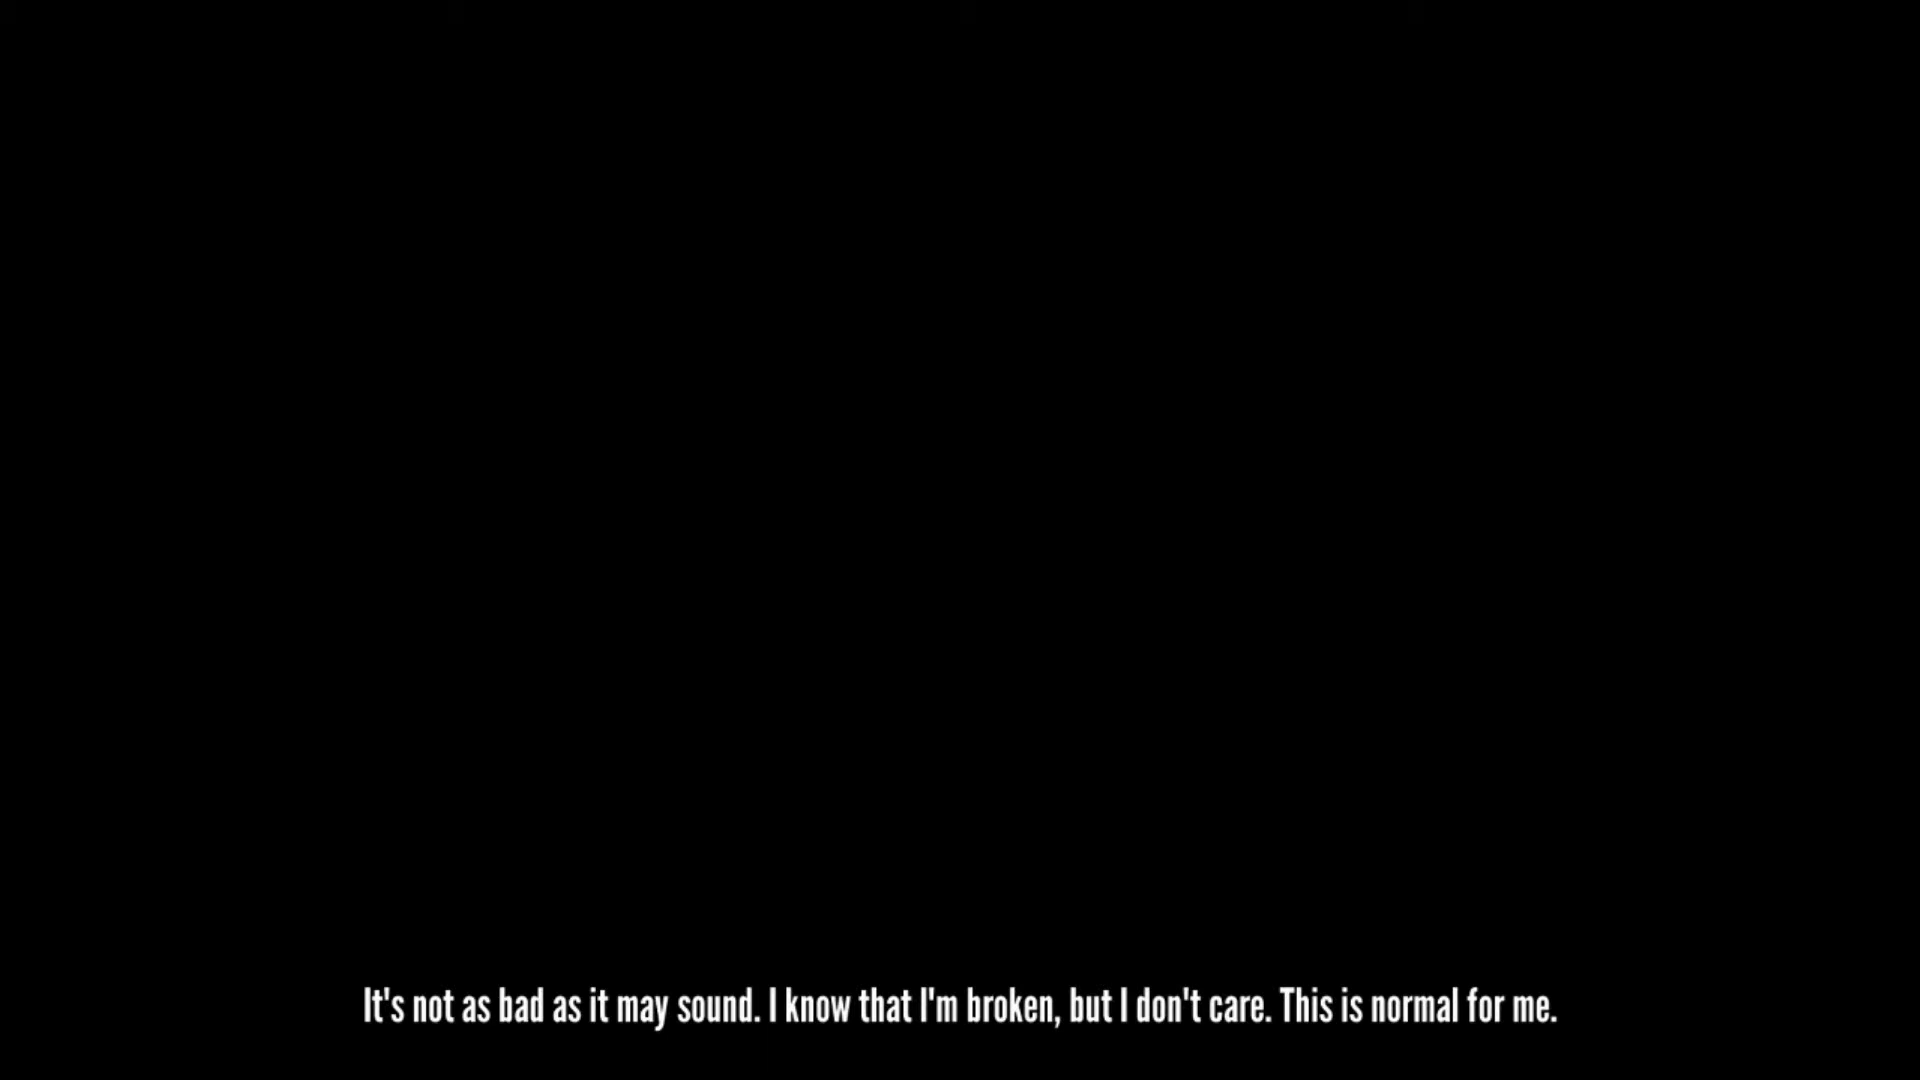 It's not as bad as it may sound. I know that I'm broken, but I don't care. This is normal for me.